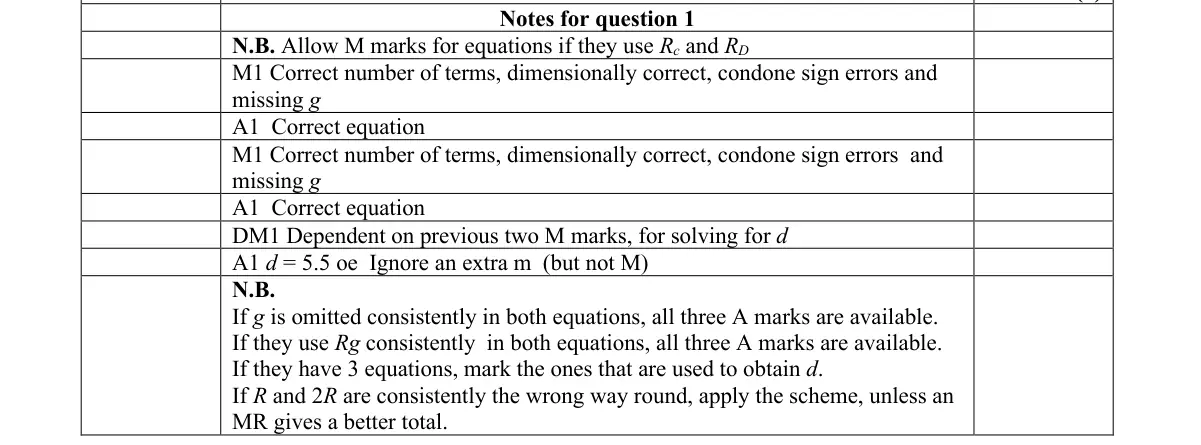 Notes for question 1
N.B. Allow M marks for equations if they use Rc and RD
M1 Correct number of terms, dimensionally correct, condone sign errors and
missing g
A1 Correct equation
M1 Correct number of terms, dimensionally correct, condone sign errors and
missing g
A1 Correct equation
DM1 Dependent on previous two M marks, for solving for d
A1 d = 5.5 oe Ignore an extra m (but not M)
N.B.
If g is omitted consistently in both equations, all three A marks are available.
If they use Rg consistently in both equations, all three A marks are available.
If they have 3 equations, mark the ones that are used to obtain d.
If R and 2R are consistently the wrong way round, apply the scheme, unless an
MR gives a better total.